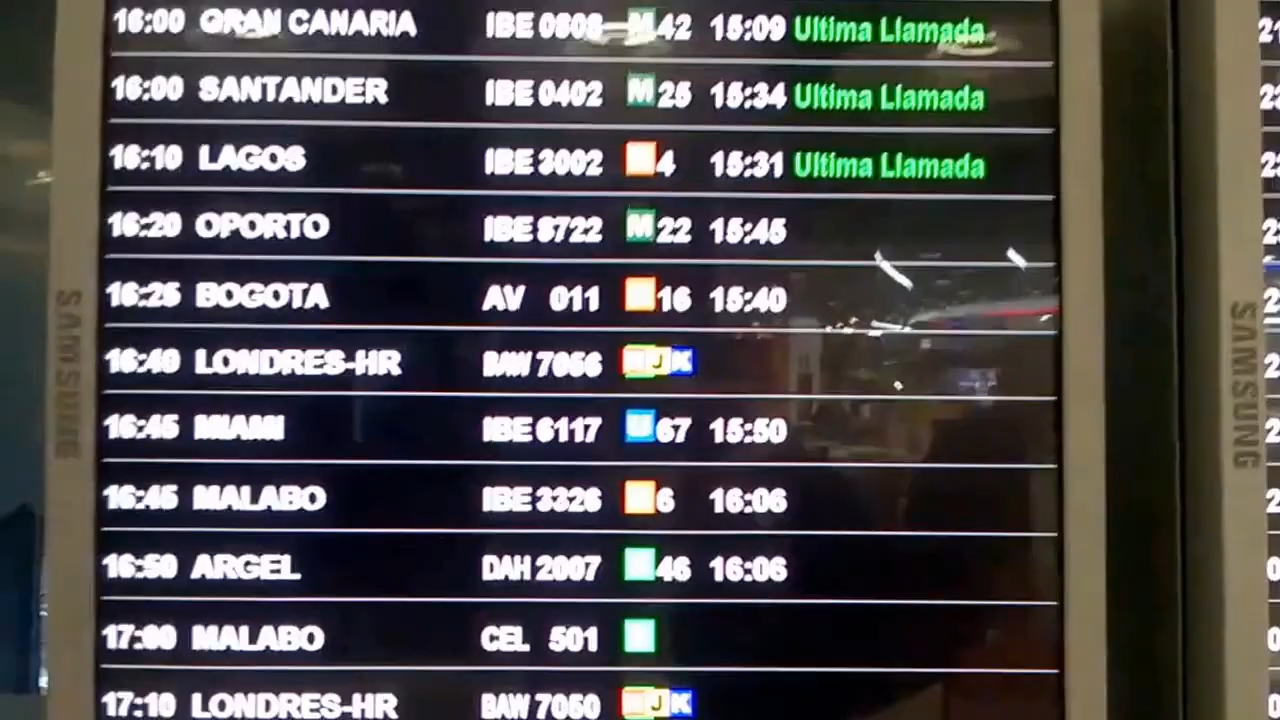 16:00 GRAN CANARIA IBE 0808 M 42 15:09 Ultima Llamada
16:00 SANTANDER IBE 0402 M 25 15:34 Ultima Llamada
16:10 LAGOS IBE 3002 4 15:31 Ultima Llamada
16:20 OPORTO IBE 8722 M 22 15:45
16:25 BOGOTA AV 011 16 15:40
16:40 LONDRES-HR BAW 7056 J K
16:45 MIAMI IBE 6117 67 15:50
16:45 MALABO IBE 3326 6 16:06
16:50 ARGEL DAH 2007 46 16:06
17:00 MALABO CEL 501
17:10 LONDRES-HR BAW 7050 J K
SAMSUNG
SAMSUNG